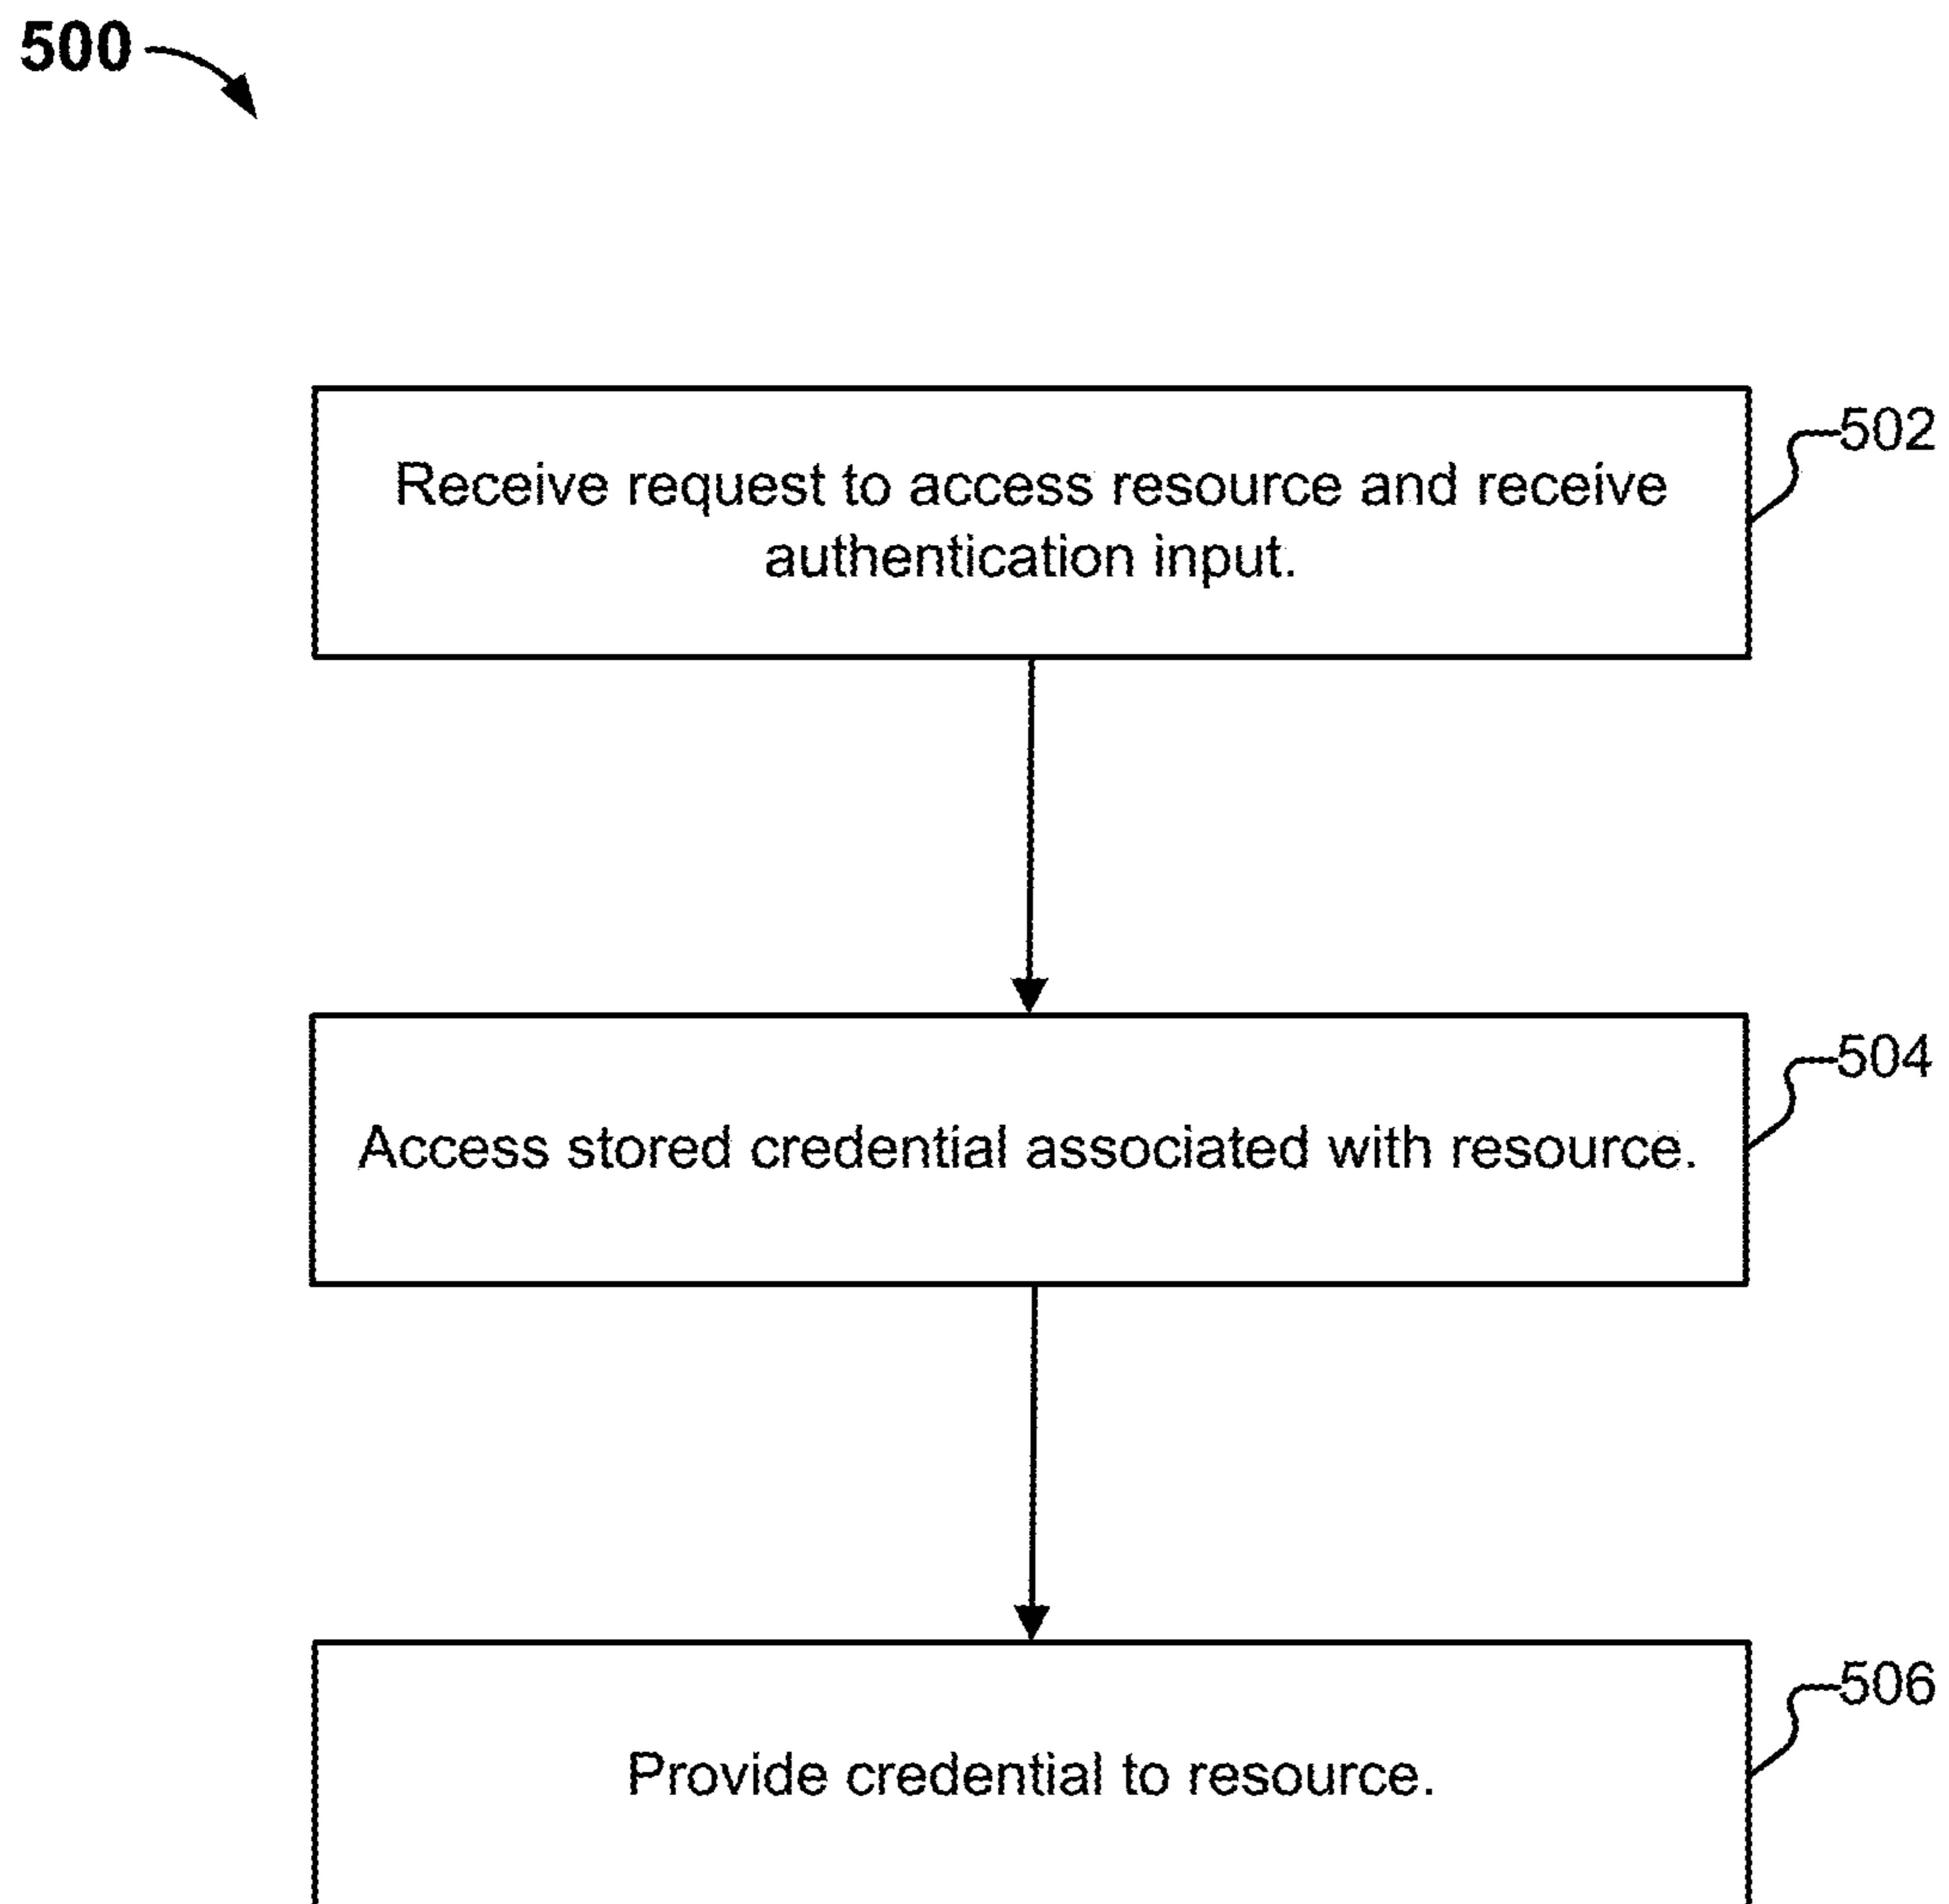 500
502
Receive request to access resource and receive
authentication input.
504
Access stored credential associated with resource.
506
Provide credential to resource.